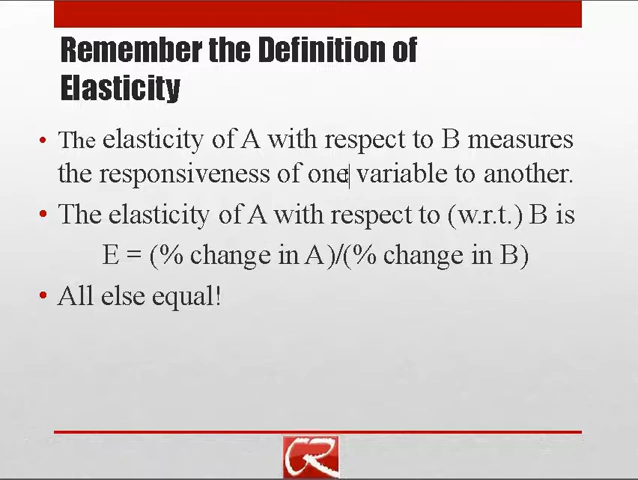 Remember the Definition of
Elasticity
• The elasticity of A with respect to B measures
the responsiveness of one variable to another.
• The elasticity of A with respect to (w.r.t.) B is
E = (% change in A)/(% change in B)
• All else equal!